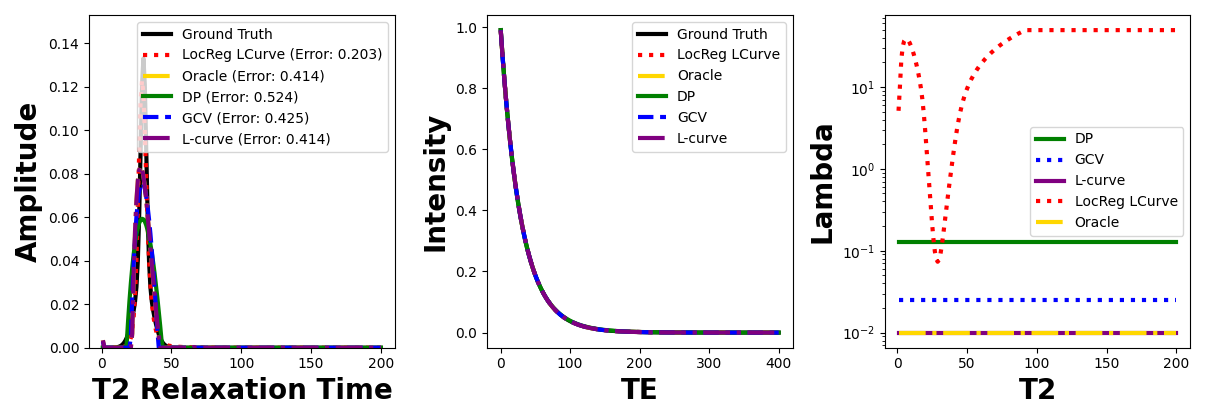 Amplitude
0.14
0.12
0.10
0.08
0.06
0.04
0.02
0.00
Ground Truth
LocReg LCurve (Error: 0.203)
Oracle (Error: 0.414)
DP (Error: 0.524)
GCV (Error: 0.425)
L-curve (Error: 0.414)
0 50 100 150 200
T2 Relaxation Time
Intensity
1.0
0.8
0.6
0.4
0.2
0.0
Ground Truth
LocReg LCurve
Oracle
DP
GCV
L-curve
0 100 200 300 400
TE
Lambda
10^1
10^0
10^-1
10^-2
DP
GCV
L-curve
LocReg LCurve
Oracle
0 50 100 150 200
T2